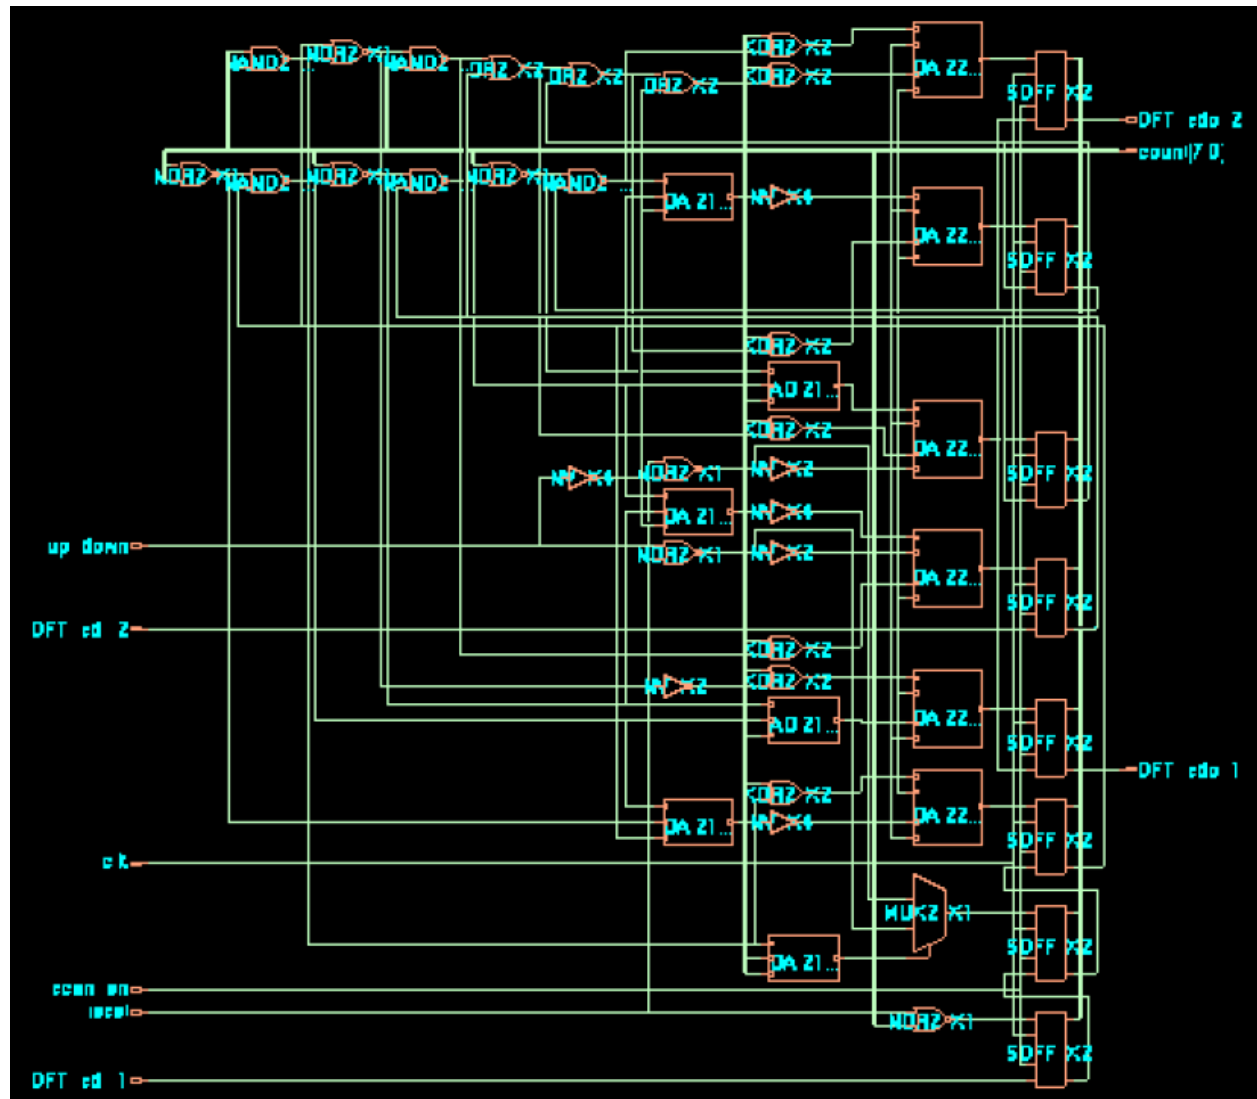 NAND2 ...
NOR2 X1
NAND2 ...
OR2 X2
OR2 X2
OR2 X2
XOR2 X2
XOR2 X2
OA 22...
SDFF X2
DFT sdo 2
count[7 0]
NOR2 X1
NAND2 ...
NOR2 X1
NAND2 ...
NOR2 X1
NAND2 ...
OA 21...
INV X4
OA 22...
SDFF X2
XOR2 X2
AO 21...
XOR2 X2
OA 22...
SDFF X2
INV X4
NOR2 X1
INV X2
OA 21...
INV X4
up down
NOR2 X1
INV X2
OA 22...
SDFF X2
DFT sdi 2
XOR2 X2
INV X2
XOR2 X2
AO 21...
OA 22...
SDFF X2
DFT sdo 1
XOR2 X2
OA 21...
INV X4
OA 22...
SDFF X2
clk
MUX2 X1
SDFF X2
OA 21...
scan en
reset
NOR2 X1
SDFF X2
DFT sdi 1